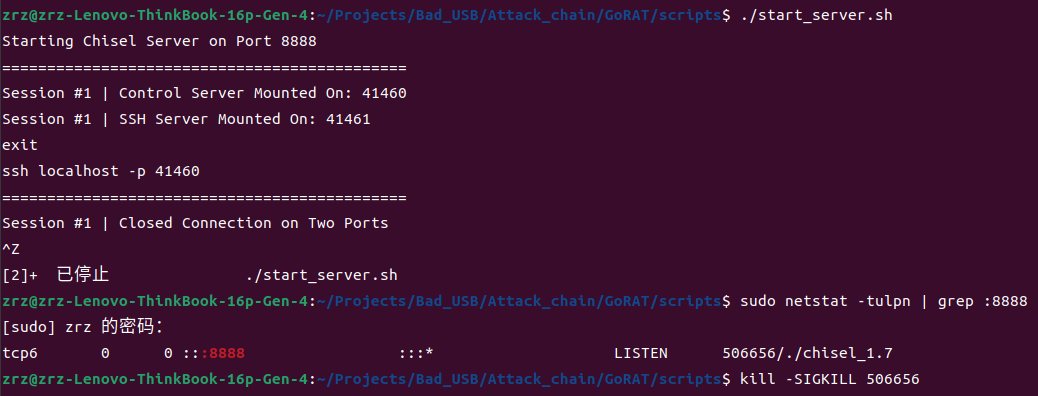 zrz@zrz-Lenovo-ThinkBook-16p-Gen-4:~/Projects/Bad_USB/Attack_chain/GoRAT/scripts$ ./start_server.sh
Starting Chisel Server on Port 8888
=============================================
Session #1 | Control Server Mounted On: 41460
Session #1 | SSH Server Mounted On: 41461
exit
ssh localhost -p 41460
=============================================
Session #1 | Closed Connection on Two Ports
^Z
[2]+  已停止               ./start_server.sh
zrz@zrz-Lenovo-ThinkBook-16p-Gen-4:~/Projects/Bad_USB/Attack_chain/GoRAT/scripts$ sudo netstat -tulpn | grep :8888
[sudo] zrz 的密码：
tcp6       0      0 :::8888                 :::*                    LISTEN      506656/./chisel_1.7
zrz@zrz-Lenovo-ThinkBook-16p-Gen-4:~/Projects/Bad_USB/Attack_chain/GoRAT/scripts$ kill -SIGKILL 506656